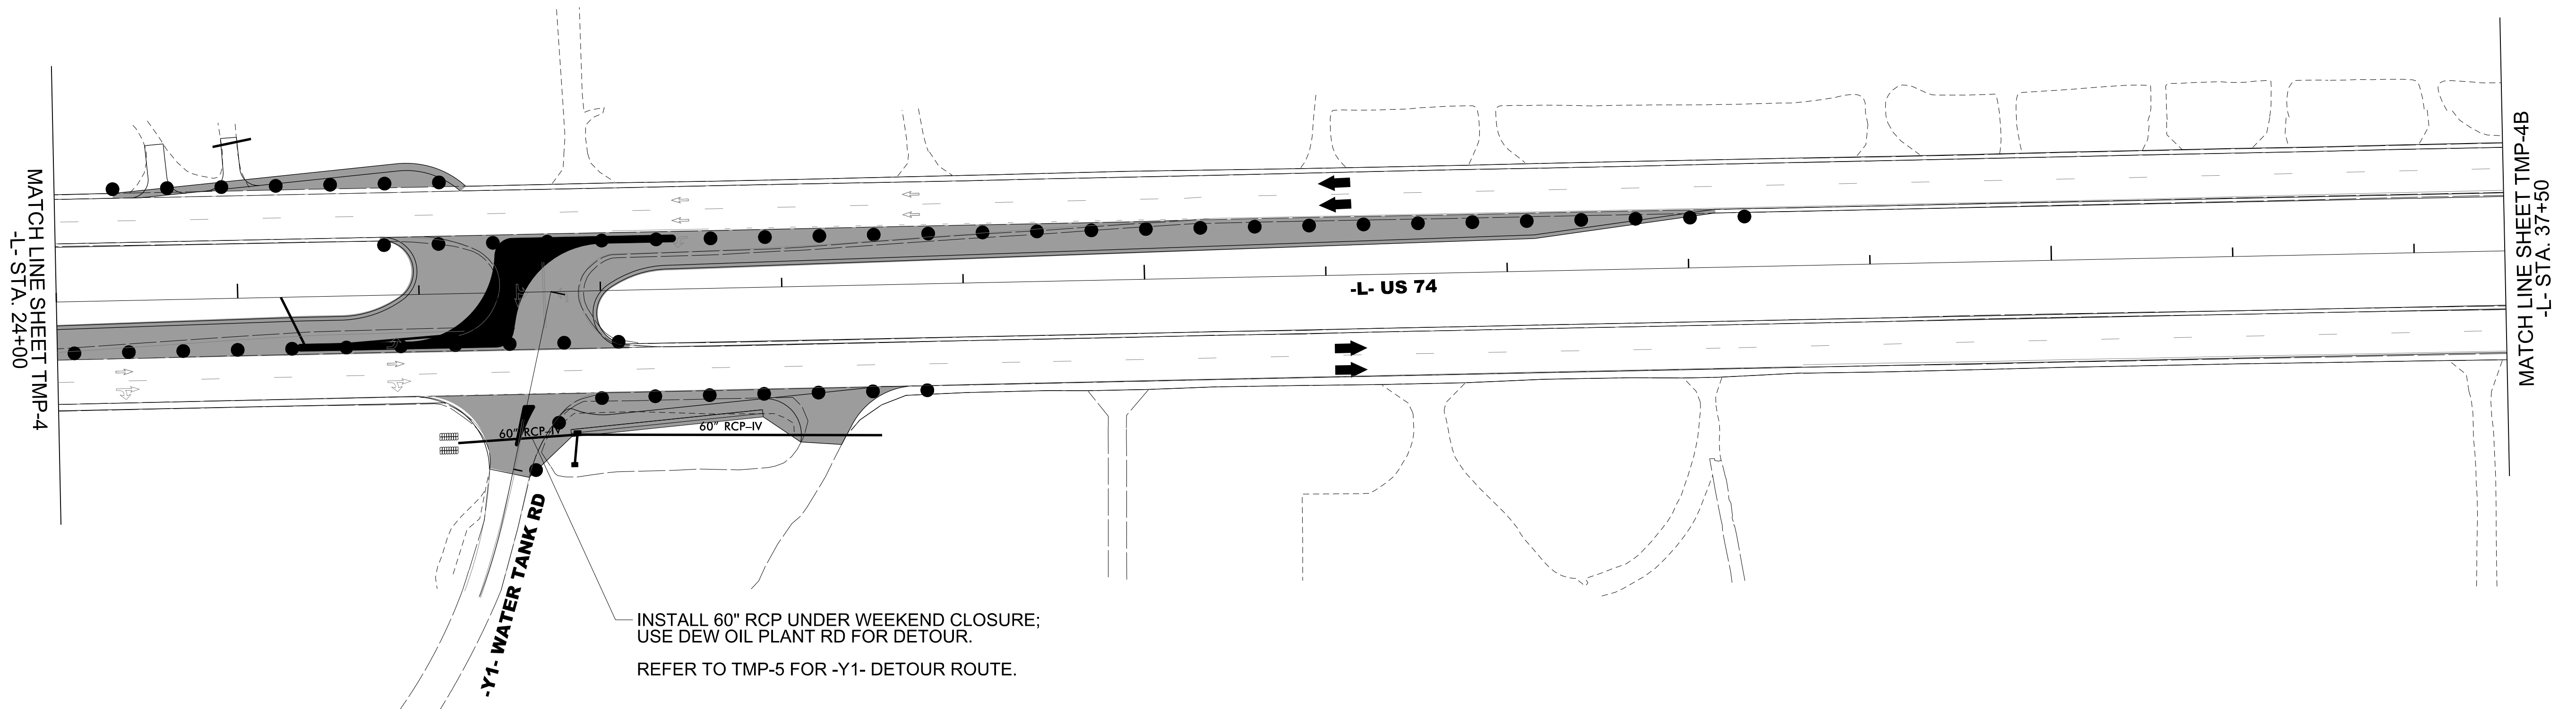 MATCH LINE SHEET TMP-4
-L- STA. 24+00
MATCH LINE SHEET TMP-4B
-L- STA. 37+50
-L- US 74
60" RCP-IV
60" RCP-IV
-Y1- WATER TANK RD
INSTALL 60" RCP UNDER WEEKEND CLOSURE;
USE DEW OIL PLANT RD FOR DETOUR.
REFER TO TMP-5 FOR -Y1- DETOUR ROUTE.